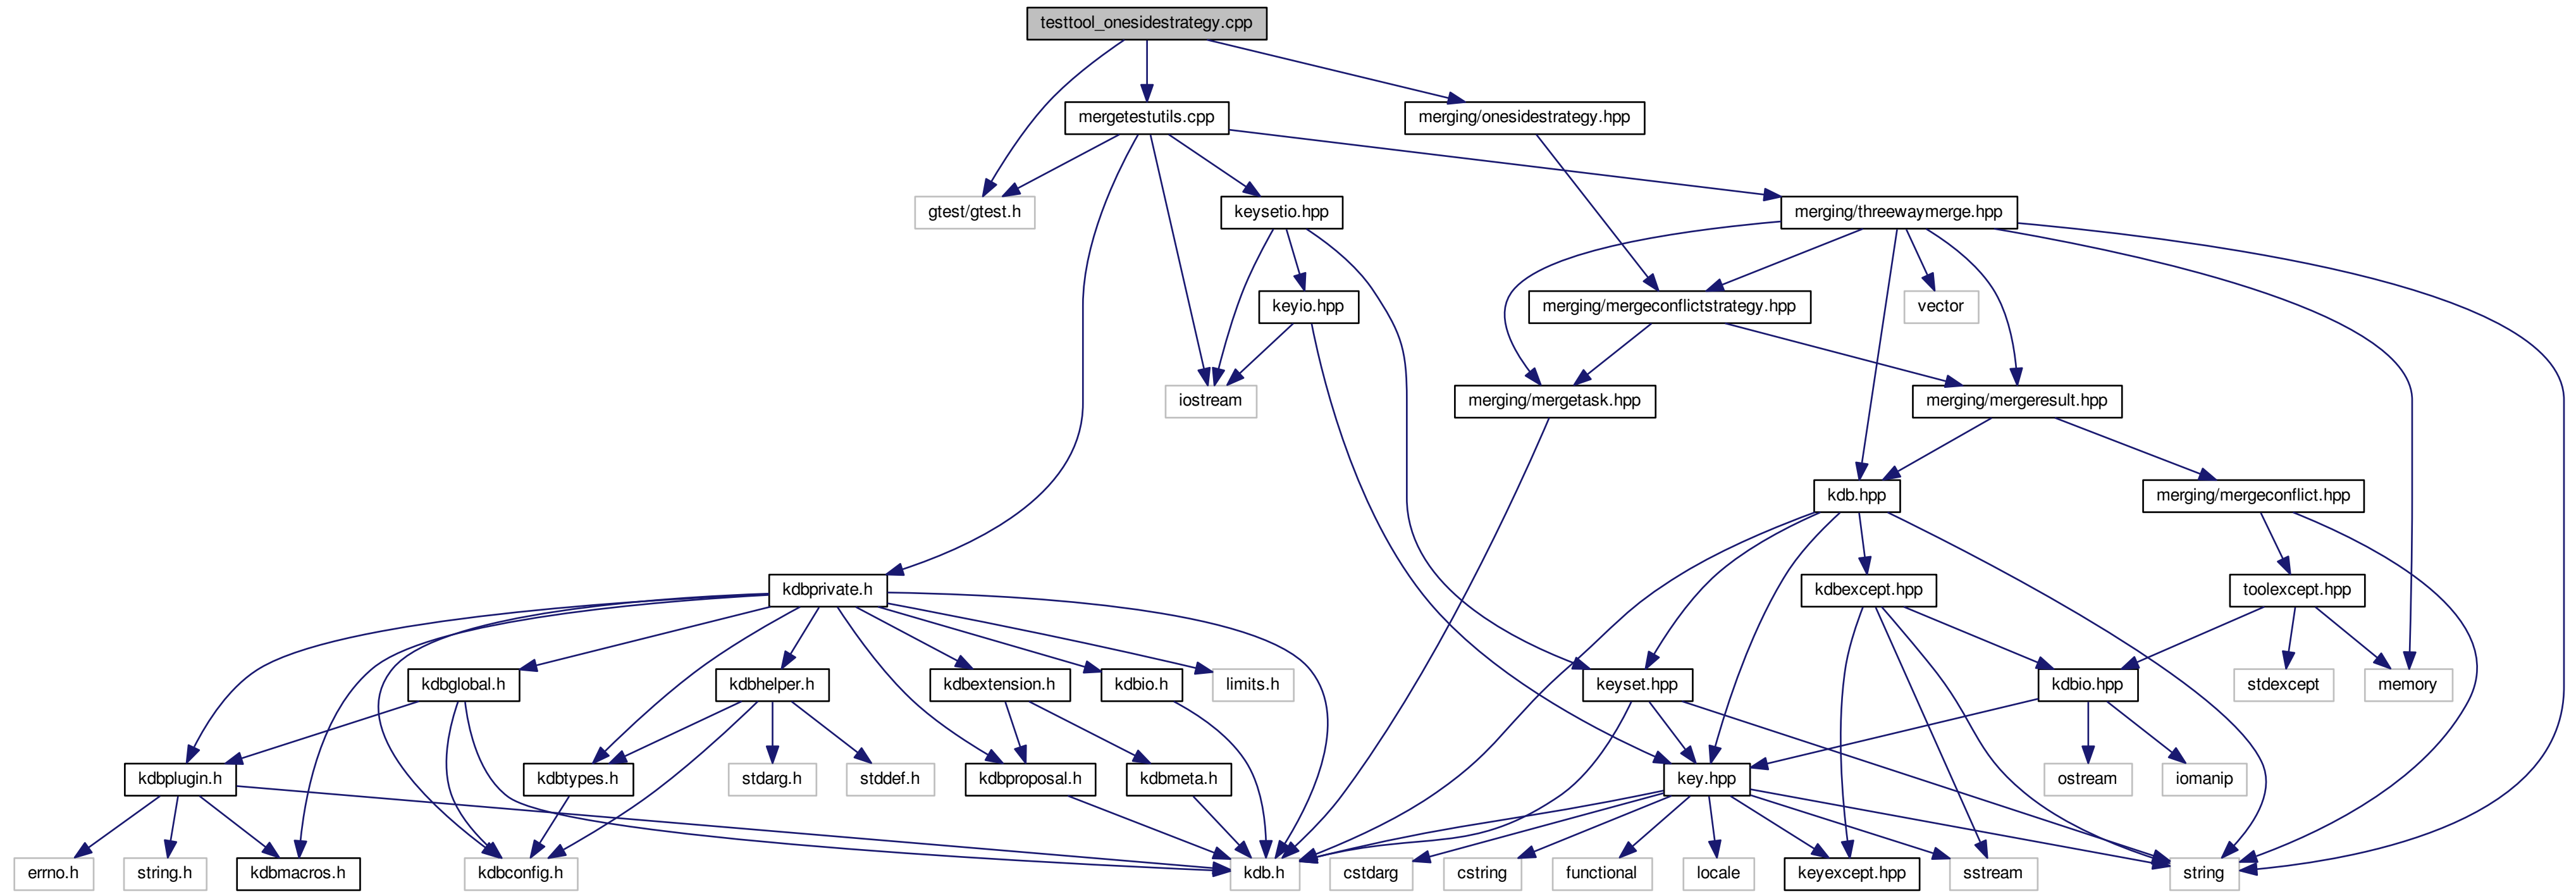 testtool_onesidestrategy.cpp
mergetestutils.cpp
merging/onesidestrategy.hpp
gtest/gtest.h
keysetio.hpp
merging/threewaymerge.hpp
keyio.hpp
merging/mergeconflictstrategy.hpp
vector
iostream
merging/mergetask.hpp
merging/mergeresult.hpp
kdb.hpp
merging/mergeconflict.hpp
kdbprivate.h
kdbexcept.hpp
toolexcept.hpp
kdbglobal.h
kdbhelper.h
kdbextension.h
kdbio.h
limits.h
keyset.hpp
kdbio.hpp
stdexcept
memory
kdbplugin.h
kdbtypes.h
stdarg.h
stddef.h
kdbproposal.h
kdbmeta.h
key.hpp
ostream
iomanip
errno.h
string.h
kdbmacros.h
kdbconfig.h
kdb.h
cstdarg
cstring
functional
locale
keyexcept.hpp
sstream
string